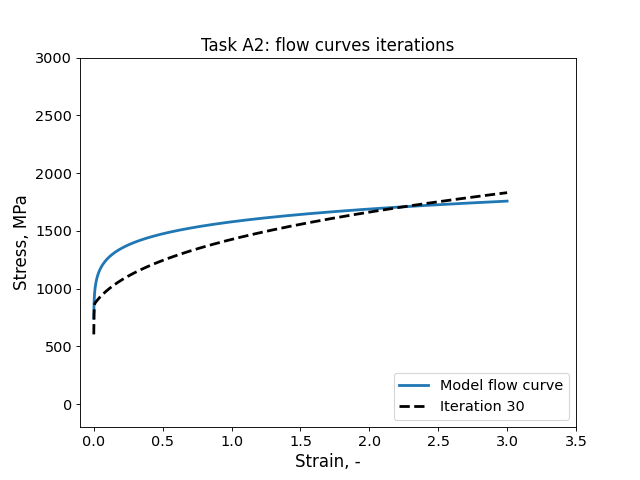 Task A2: flow curves iterations
3000
2500
2000
1500
1000
500
0
Stress, MPa
0.0 0.5 1.0 1.5 2.0 2.5 3.0 3.5
Strain, -
Model flow curve
Iteration 30